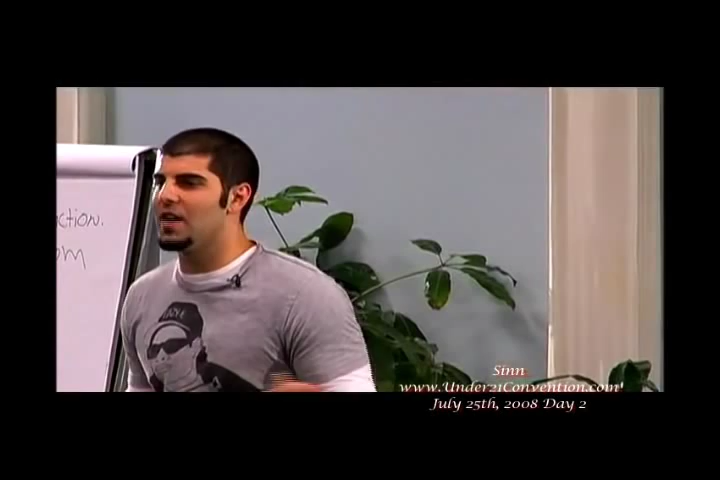 ction.
om
Sinn
www.Under21Convention.com
July 25th, 2008 Day 2